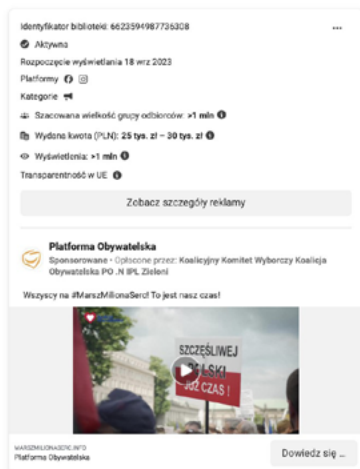 Identyfikator biblioteki: 6623594987736308
Aktywna
Rozpoczęcie wyświetlania 18 wrz 2023
Platformy
Kategorie
Szacowana wielkość grupy odbiorców: >1 mln
Wydana kwota (PLN): 25 tys. zł – 30 tys. zł
Wyświetlenia: >1 mln
Transparentność w UE
Zobacz szczegóły reklamy
Platforma Obywatelska
Sponsorowane • Opłacone przez: Koalicyjny Komitet Wyborczy Koalicja
Obywatelska PO .N IPL Zieloni
Wszyscy na #MarszMilionaSerc! To jest nasz czas!
SZCZĘŚLIWEJ
POLSKI
JUŻ CZAS!
MARSZMILIONASERC.INFO
Platforma Obywatelska
Dowiedz się ...